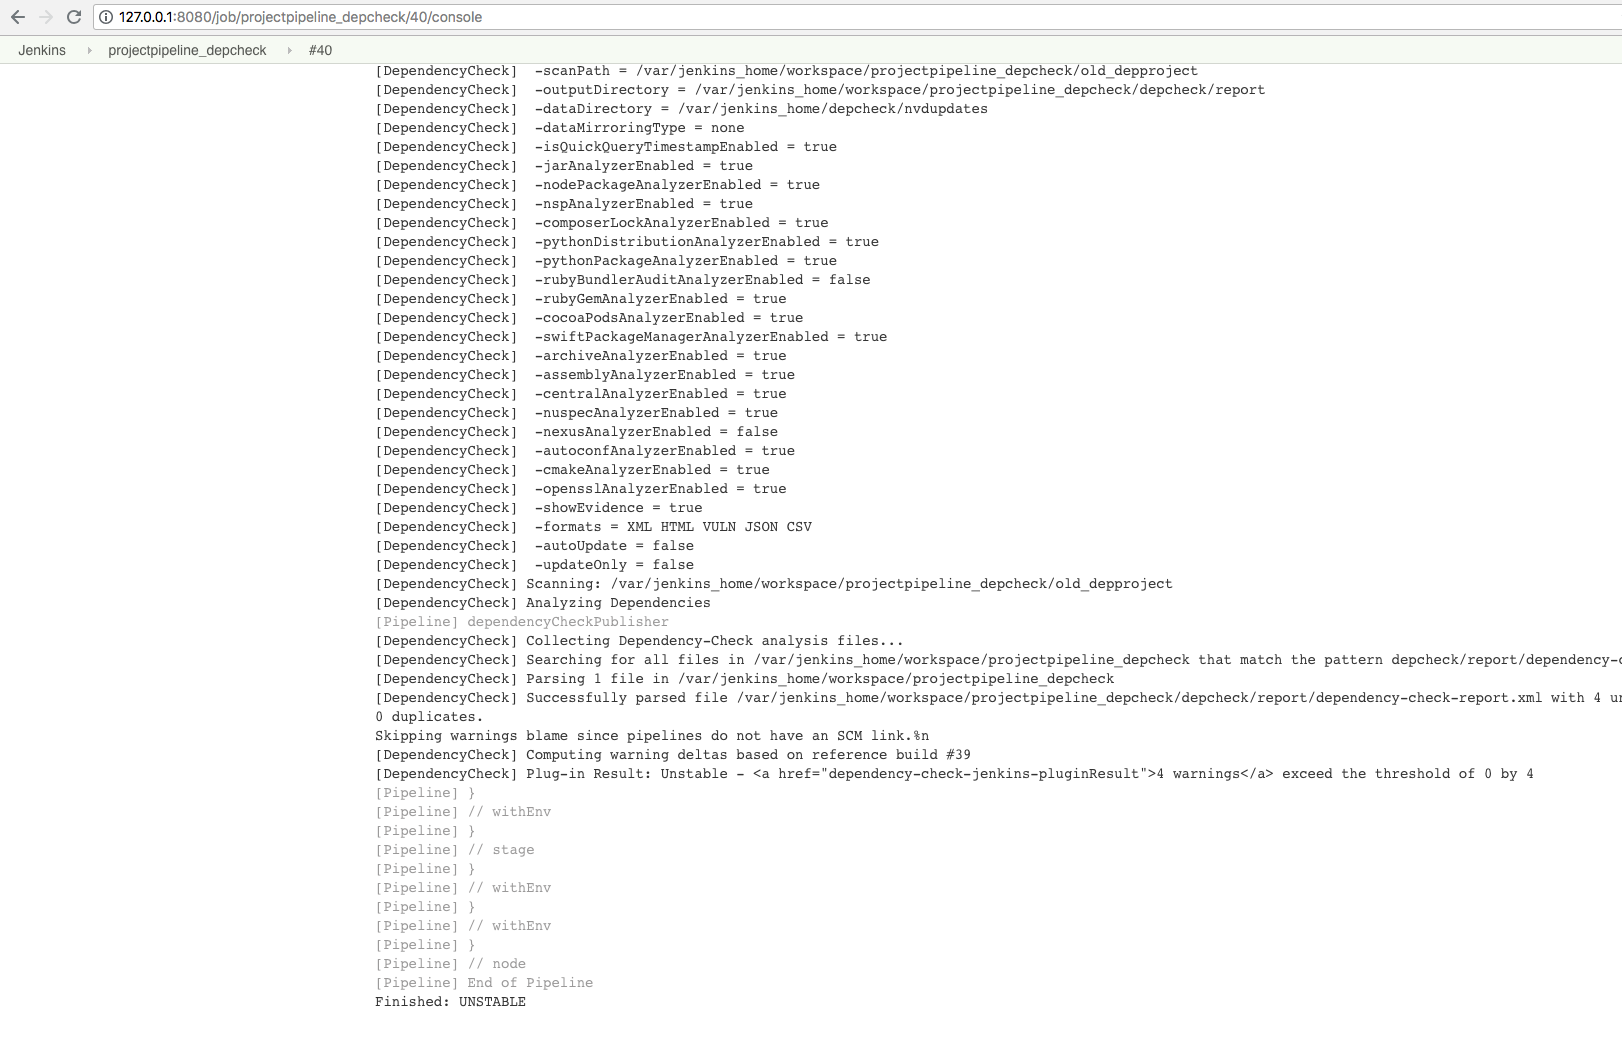 127.0.0.1:8080/job/projectpipeline_depcheck/40/console
Jenkins projectpipeline_depcheck #40
[DependencyCheck]  -scanPath = /var/jenkins_home/workspace/projectpipeline_depcheck/old_depproject
[DependencyCheck]  -outputDirectory = /var/jenkins_home/workspace/projectpipeline_depcheck/depcheck/report
[DependencyCheck]  -dataDirectory = /var/jenkins_home/depcheck/nvdupdates
[DependencyCheck]  -dataMirroringType = none
[DependencyCheck]  -isQuickQueryTimestampEnabled = true
[DependencyCheck]  -jarAnalyzerEnabled = true
[DependencyCheck]  -nodePackageAnalyzerEnabled = true
[DependencyCheck]  -nspAnalyzerEnabled = true
[DependencyCheck]  -composerLockAnalyzerEnabled = true
[DependencyCheck]  -pythonDistributionAnalyzerEnabled = true
[DependencyCheck]  -pythonPackageAnalyzerEnabled = true
[DependencyCheck]  -rubyBundlerAuditAnalyzerEnabled = false
[DependencyCheck]  -rubyGemAnalyzerEnabled = true
[DependencyCheck]  -cocoaPodsAnalyzerEnabled = true
[DependencyCheck]  -swiftPackageManagerAnalyzerEnabled = true
[DependencyCheck]  -archiveAnalyzerEnabled = true
[DependencyCheck]  -assemblyAnalyzerEnabled = true
[DependencyCheck]  -centralAnalyzerEnabled = true
[DependencyCheck]  -nuspecAnalyzerEnabled = true
[DependencyCheck]  -nexusAnalyzerEnabled = false
[DependencyCheck]  -autoconfAnalyzerEnabled = true
[DependencyCheck]  -cmakeAnalyzerEnabled = true
[DependencyCheck]  -opensslAnalyzerEnabled = true
[DependencyCheck]  -showEvidence = true
[DependencyCheck]  -formats = XML HTML VULN JSON CSV
[DependencyCheck]  -autoUpdate = false
[DependencyCheck]  -updateOnly = false
[DependencyCheck] Scanning: /var/jenkins_home/workspace/projectpipeline_depcheck/old_depproject
[DependencyCheck] Analyzing Dependencies
[Pipeline] dependencyCheckPublisher
[DependencyCheck] Collecting Dependency-Check analysis files...
[DependencyCheck] Searching for all files in /var/jenkins_home/workspace/projectpipeline_depcheck that match the pattern depcheck/report/dependency-
[DependencyCheck] Parsing 1 file in /var/jenkins_home/workspace/projectpipeline_depcheck
[DependencyCheck] Successfully parsed file /var/jenkins_home/workspace/projectpipeline_depcheck/depcheck/report/dependency-check-report.xml with 4
0 duplicates.
Skipping warnings blame since pipelines do not have an SCM link.%n
[DependencyCheck] Computing warning deltas based on reference build #39
[DependencyCheck] Plug-in Result: Unstable - <a href="dependency-check-jenkins-pluginResult">4 warnings</a> exceed the threshold of 0 by 4
[Pipeline] }
[Pipeline] // withEnv
[Pipeline] }
[Pipeline] // stage
[Pipeline] }
[Pipeline] // withEnv
[Pipeline] }
[Pipeline] // withEnv
[Pipeline] }
[Pipeline] // node
[Pipeline] End of Pipeline
Finished: UNSTABLE